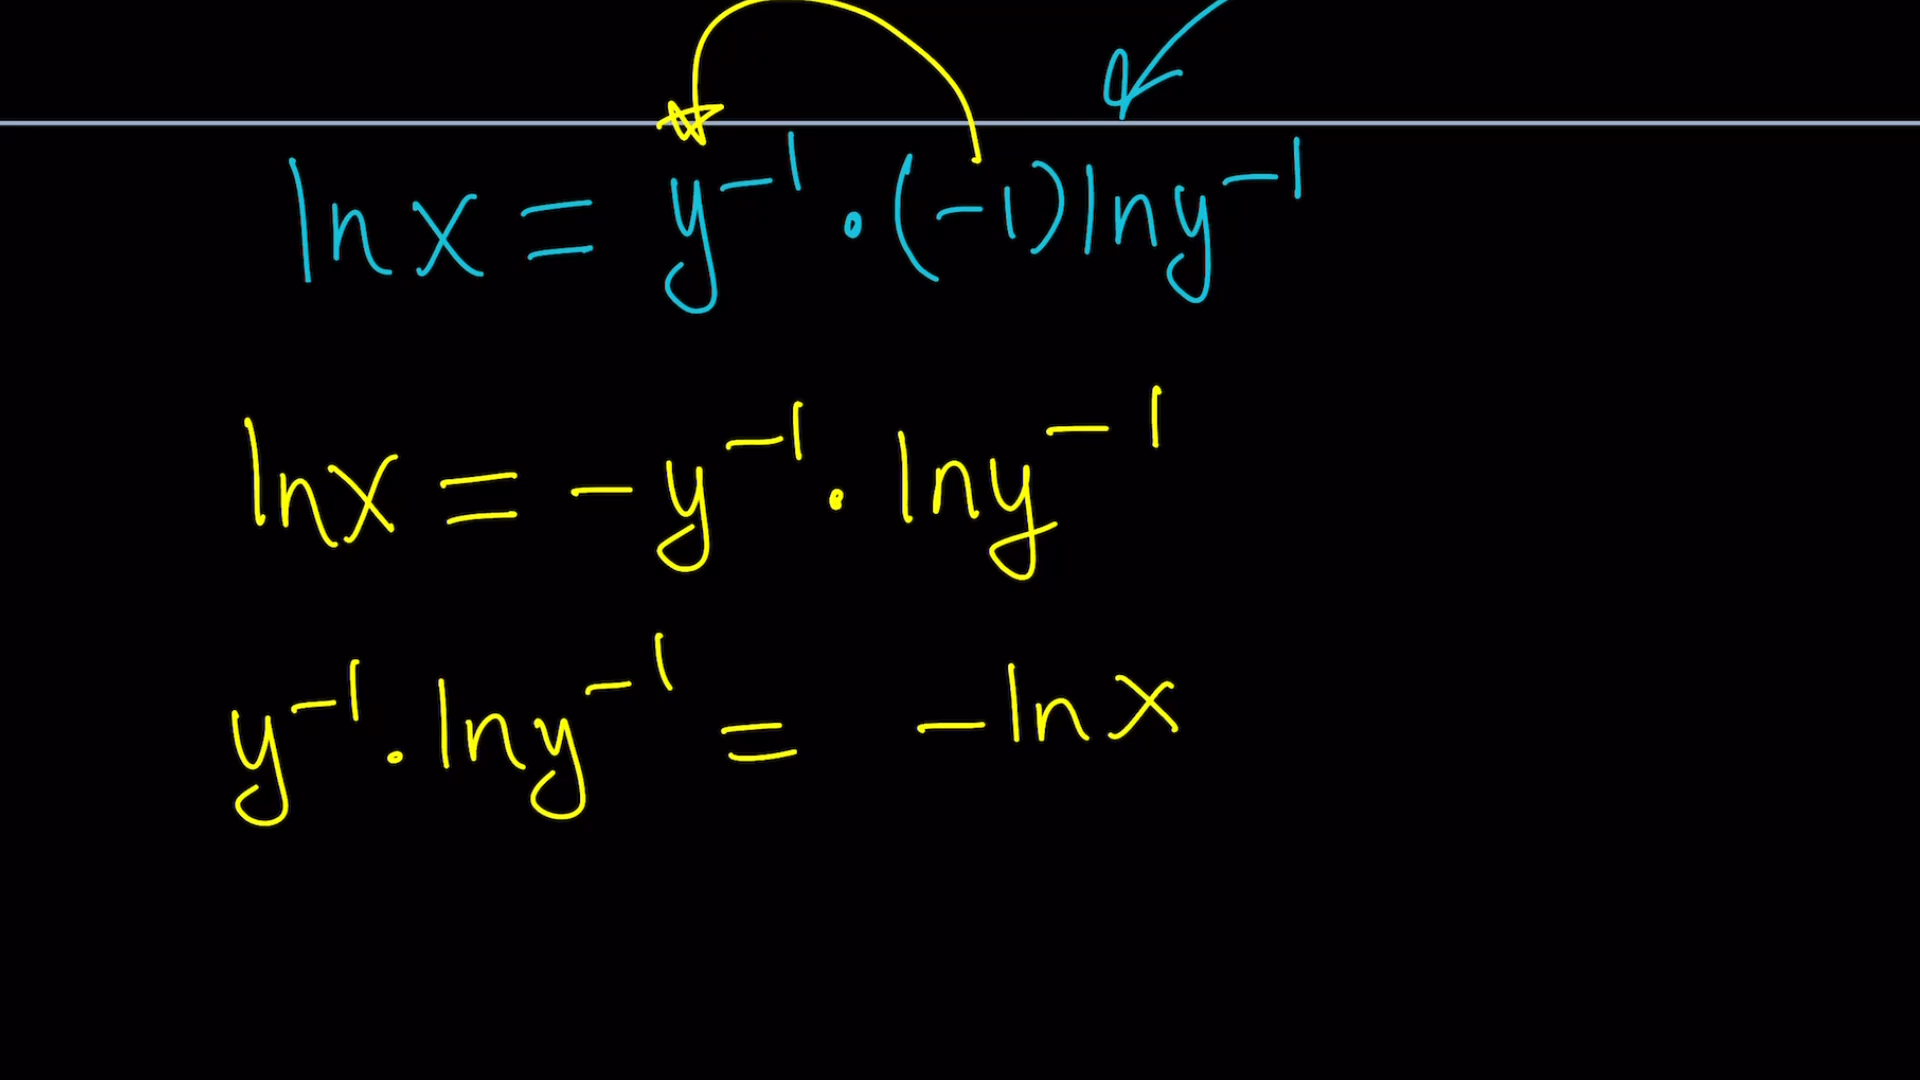 ln x = y⁻¹ · (-1) ln y⁻¹
ln x = - y⁻¹ · ln y⁻¹
y⁻¹ · ln y⁻¹ = - ln x